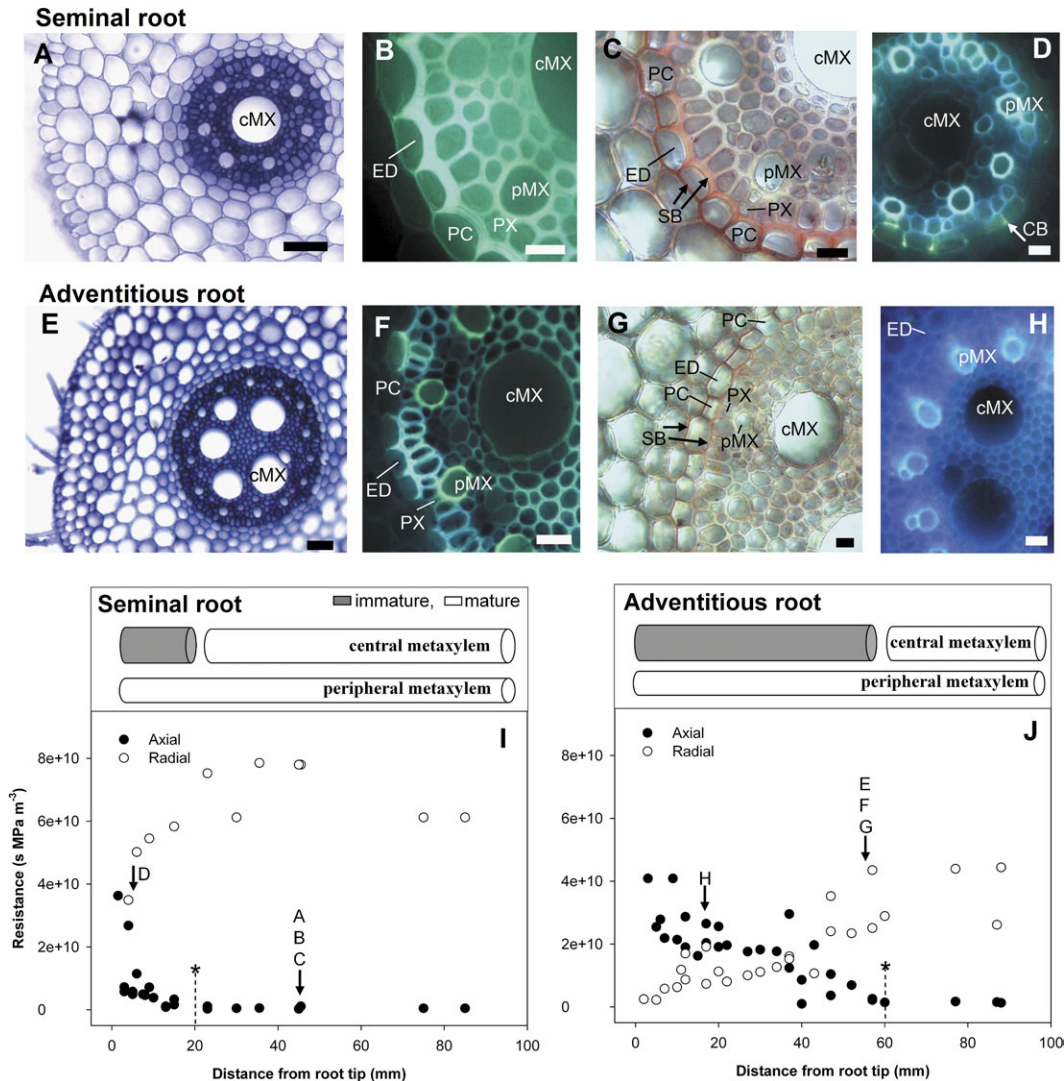 Seminal root
A
cMX
B
cMX
ED
pMX
PX
PC
C
PC
cMX
ED
pMX
SB
PX
PC
D
pMX
cMX
CB
Adventitious root
E
cMX
F
PC
cMX
ED
pMX
PX
G
PC
ED
PC
PX
SB
pMX
cMX
H
ED
pMX
cMX
Seminal root
immature, mature
central metaxylem
peripheral metaxylem
I
Axial
Radial
8e+10
6e+10
4e+10
2e+10
0
Resistance (s MPa m⁻³)
D
A
B
C
*
0 20 40 60 80 100
Distance from root tip (mm)
Adventitious root
central metaxylem
peripheral metaxylem
J
Axial
Radial
8e+10
6e+10
4e+10
2e+10
0
H
E
F
G
*
0 20 40 60 80 100
Distance from root tip (mm)